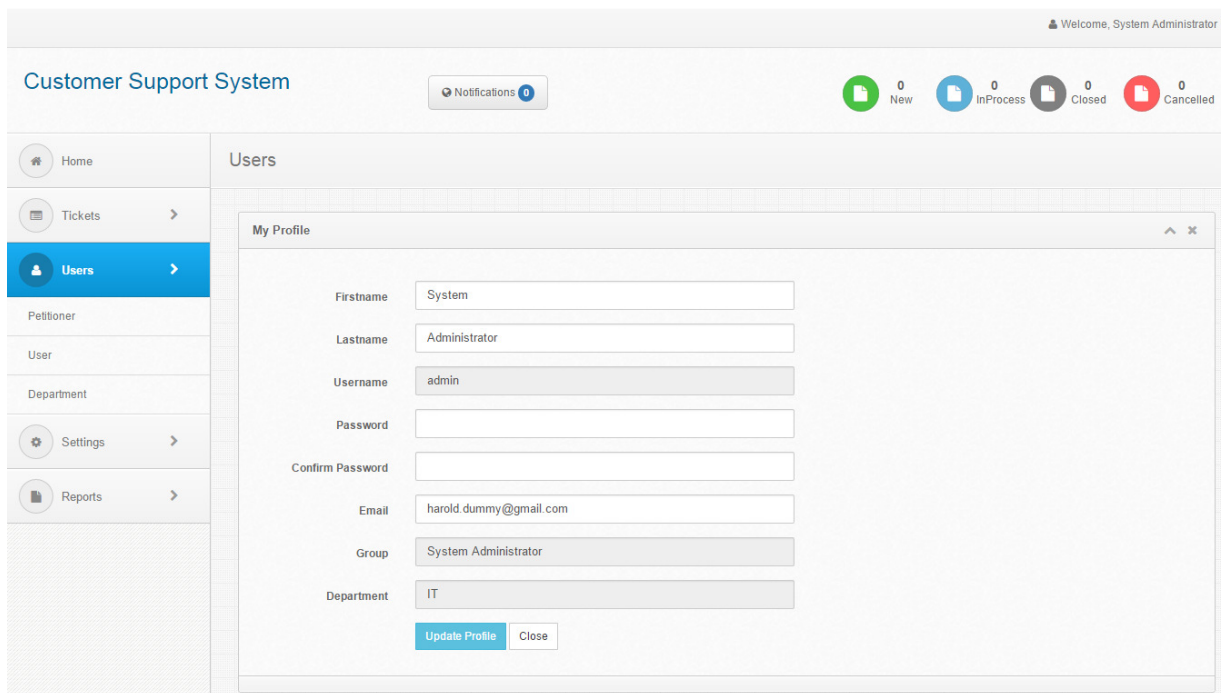 Welcome, System Administrator
Customer Support System
Notifications 0
0 New
0 InProcess
0 Closed
0 Cancelled
Home
Tickets
Users
Petitioner
User
Department
Settings
Reports
Users
My Profile
Firstname System
Lastname Administrator
Username admin
Password
Confirm Password
Email harold.dummy@gmail.com
Group System Administrator
Department IT
Update Profile Close